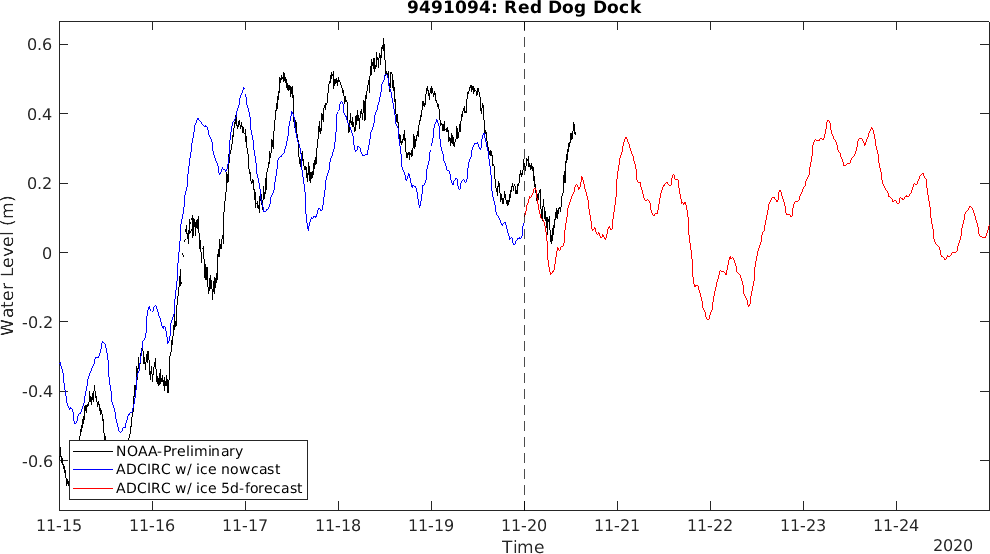 9491094: Red Dog Dock
Water Level (m)
0.6
0.4
0.2
0
-0.2
-0.4
-0.6
NOAA-Preliminary
ADCIRC w/ ice nowcast
ADCIRC w/ ice 5d-forecast
11-15 11-16 11-17 11-18 11-19 11-20 11-21 11-22 11-23 11-24
Time
2020